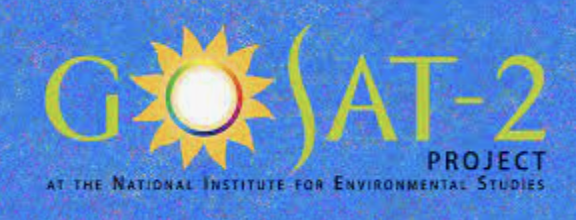 GOSAT-2
PROJECT
AT THE NATIONAL INSTITUTE FOR ENVIRONMENTAL STUDIES